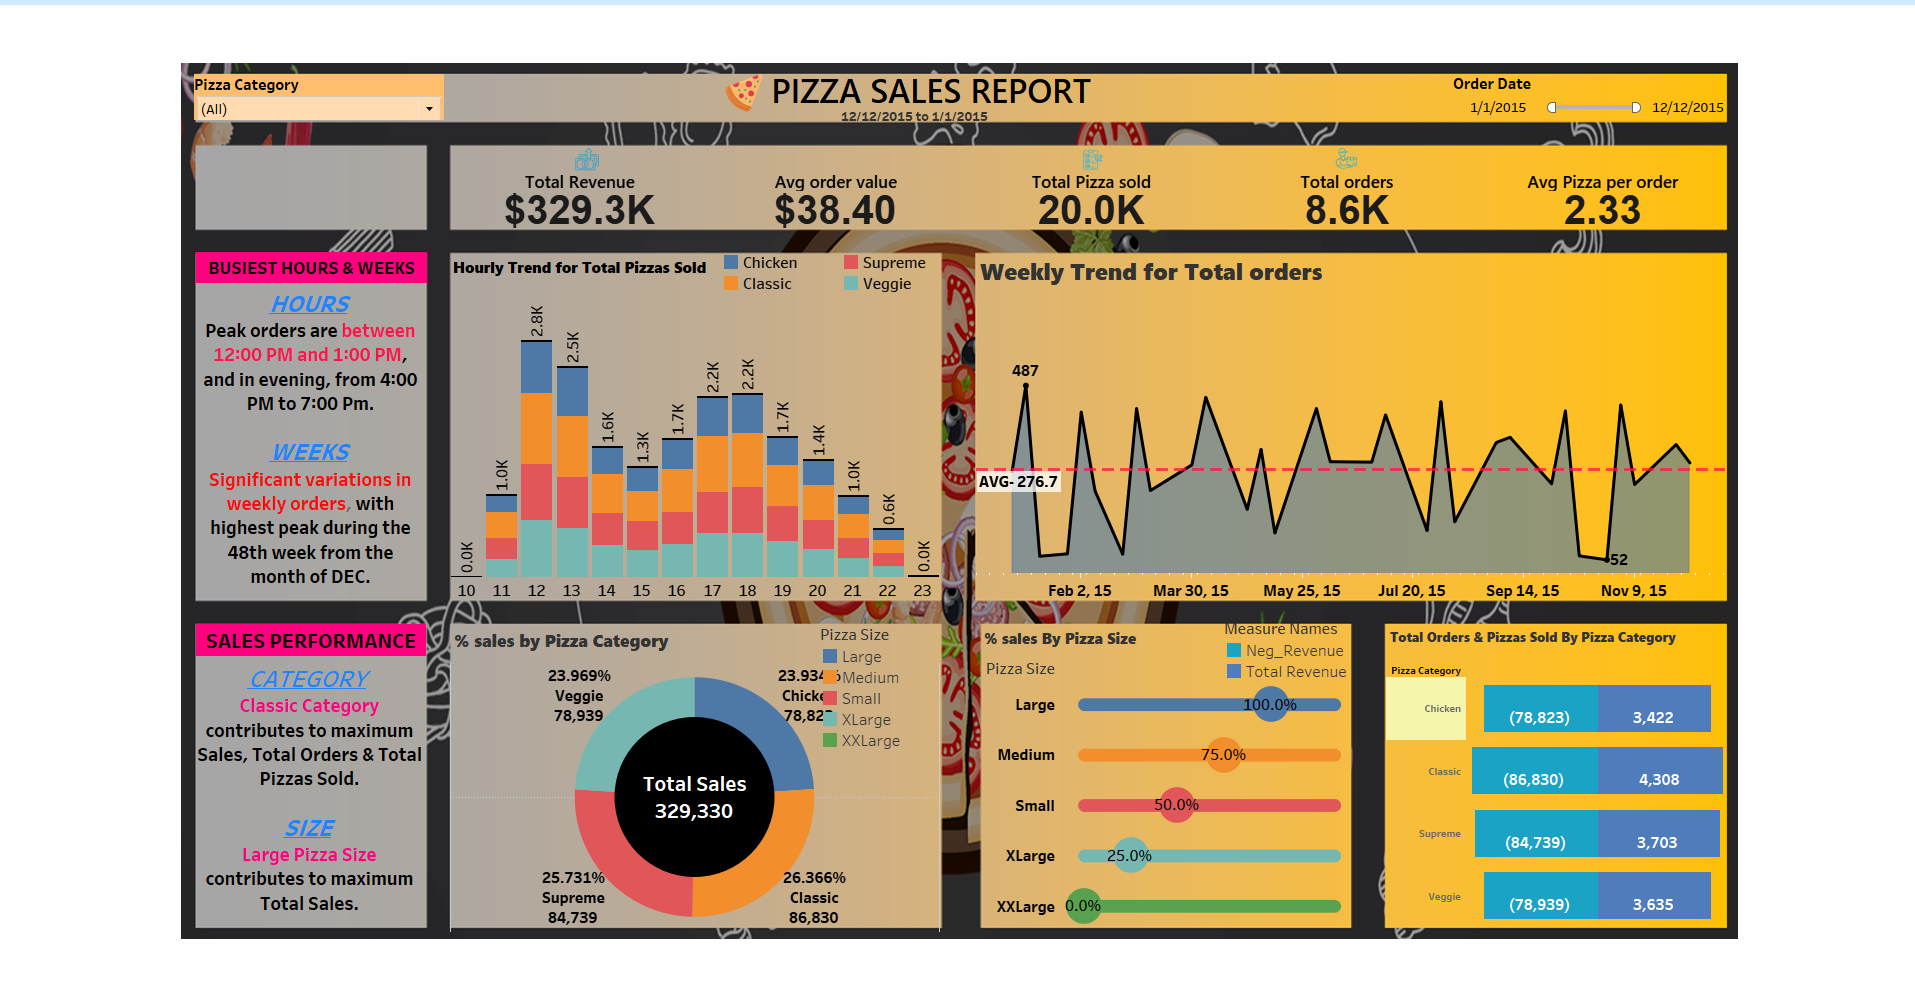 Pizza Category
(All)
PIZZA SALES REPORT
12/12/2015 to 1/1/2015
Order Date
1/1/2015
12/12/2015
Total Revenue
$329.3K
Avg order value
$38.40
Total Pizza sold
20.0K
Total orders
8.6K
Avg Pizza per order
2.33
BUSIEST HOURS & WEEKS
HOURS
Peak orders are between
12:00 PM and 1:00 PM,
and in evening, from 4:00
PM to 7:00 Pm.
WEEKS
Significant variations in
weekly orders, with
highest peak during the
48th week from the
month of DEC.
Hourly Trend for Total Pizzas Sold
Chicken
Supreme
Classic
Veggie
0.0K
1.0K
2.8K
2.5K
1.6K
1.3K
1.7K
2.2K
2.2K
1.7K
1.4K
1.0K
0.6K
0.0K
10 11 12 13 14 15 16 17 18 19 20 21 22 23
Weekly Trend for Total orders
487
AVG- 276.7
52
Feb 2, 15
Mar 30, 15
May 25, 15
Jul 20, 15
Sep 14, 15
Nov 9, 15
SALES PERFORMANCE
CATEGORY
Classic Category
contributes to maximum
Sales, Total Orders & Total
Pizzas Sold.
SIZE
Large Pizza Size
contributes to maximum
Total Sales.
% sales by Pizza Category
Pizza Size
Large
Medium
Small
XLarge
XXLarge
23.969%
Veggie
78,939
23.934
Chicke
78,82
Total Sales
329,330
25.731%
Supreme
84,739
26.366%
Classic
86,830
% sales By Pizza Size
Measure Names
Neg_Revenue
Total Revenue
Pizza Size
Large
100.0%
Medium
75.0%
Small
50.0%
XLarge
25.0%
XXLarge
0.0%
Total Orders & Pizzas Sold By Pizza Category
Pizza Category
Chicken
(78,823)
3,422
Classic
(86,830)
4,308
Supreme
(84,739)
3,703
Veggie
(78,939)
3,635